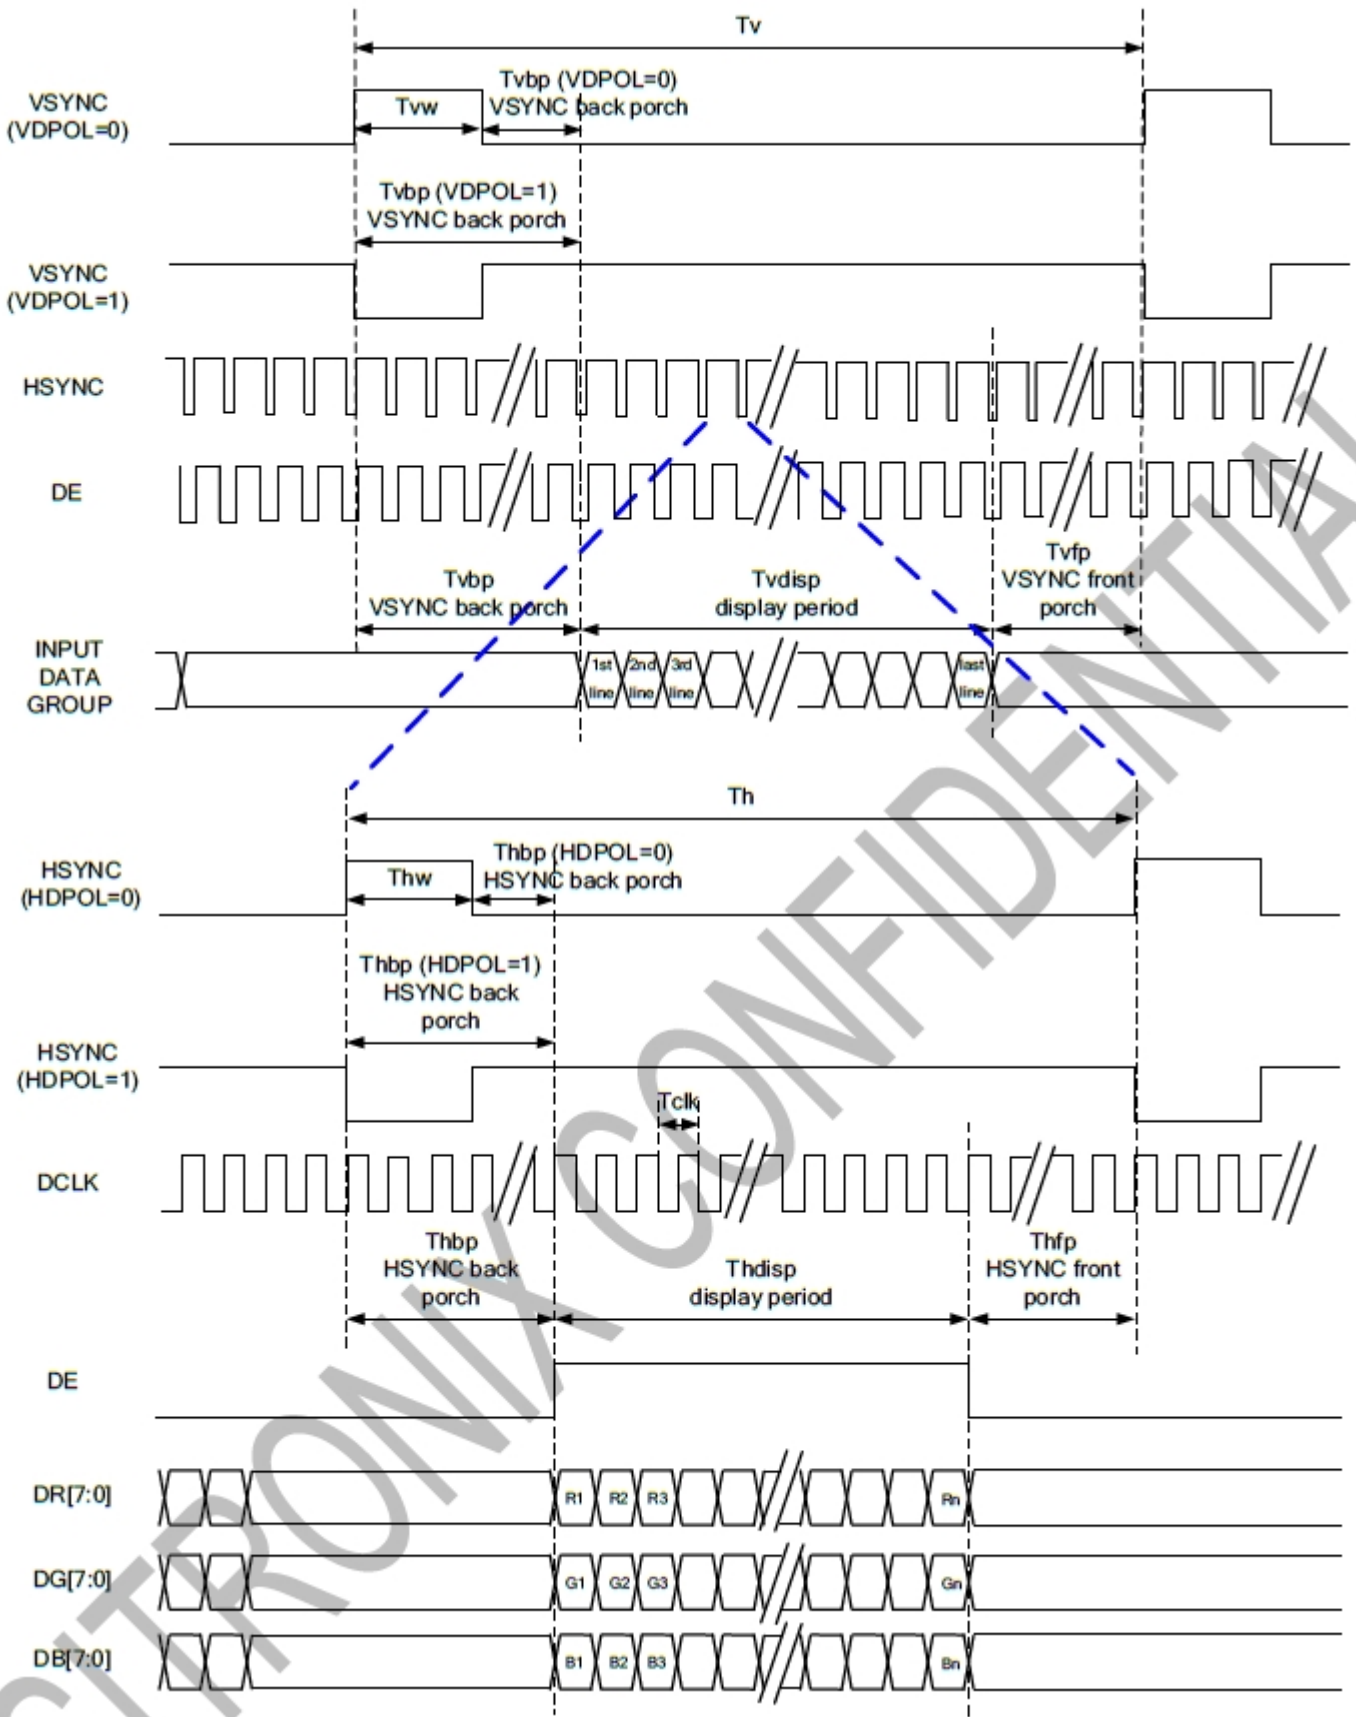 Tv
Tvbp (VDPOL=0)
VSYNC back porch
Tvw
VSYNC
(VDPOL=0)
Tvbp (VDPOL=1)
VSYNC back porch
VSYNC
(VDPOL=1)
HSYNC
DE
Tvbp
VSYNC back porch
Tvdisp
display period
Tvfp
VSYNC front
porch
INPUT
DATA
GROUP
1st
line
2nd
line
3rd
line
last
line
Th
HSYNC
(HDPOL=0)
Thw
Thbp (HDPOL=0)
HSYNC back porch
Thbp (HDPOL=1)
HSYNC back
porch
HSYNC
(HDPOL=1)
Tclk
DCLK
Thbp
HSYNC back
porch
Thdisp
display period
Thfp
HSYNC front
porch
DE
DR[7:0]
R1 R2 R3 Rn
DG[7:0]
G1 G2 G3 Gn
DB[7:0]
B1 B2 B3 Bn
CONFIDENTIAL